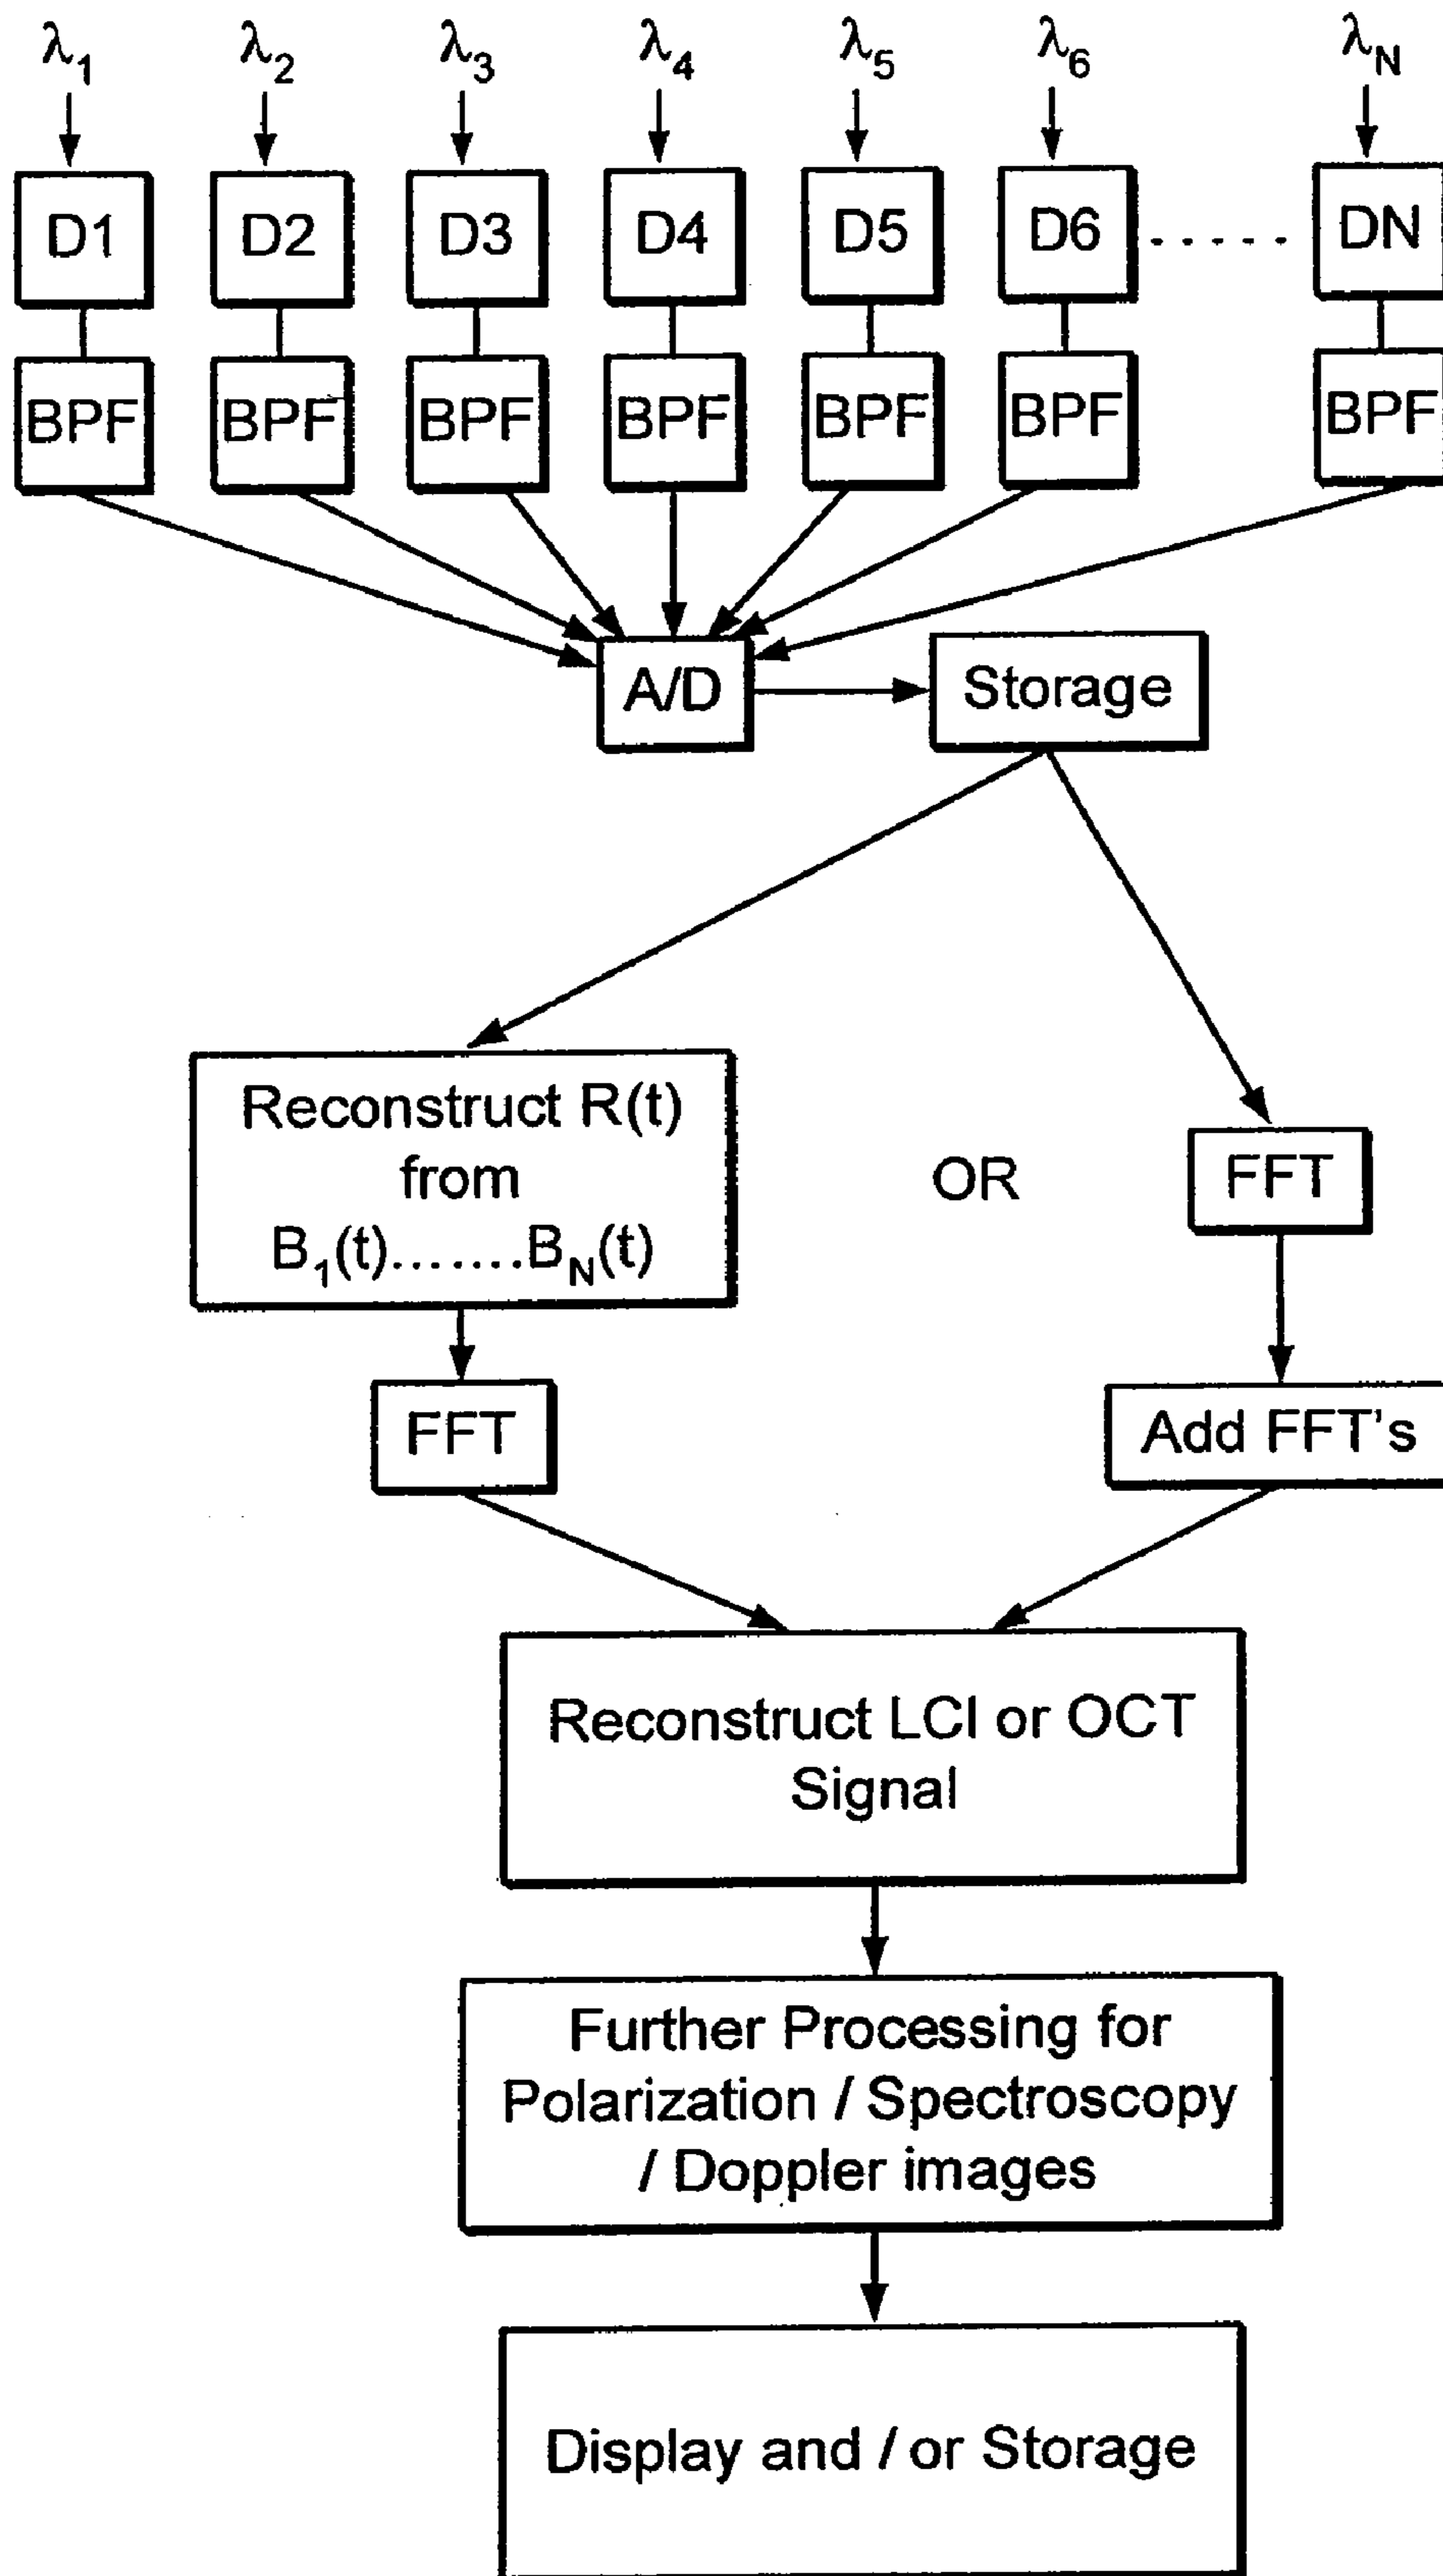 λ1 λ2 λ3 λ4 λ5 λ6 λN
D1 D2 D3 D4 D5 D6 ..... DN
BPF BPF BPF BPF BPF BPF BPF
A/D Storage
Reconstruct R(t)
from
B1(t).......BN(t)
OR
FFT
FFT
Add FFT's
Reconstruct LCI or OCT
Signal
Further Processing for
Polarization / Spectroscopy
/ Doppler images
Display and / or Storage